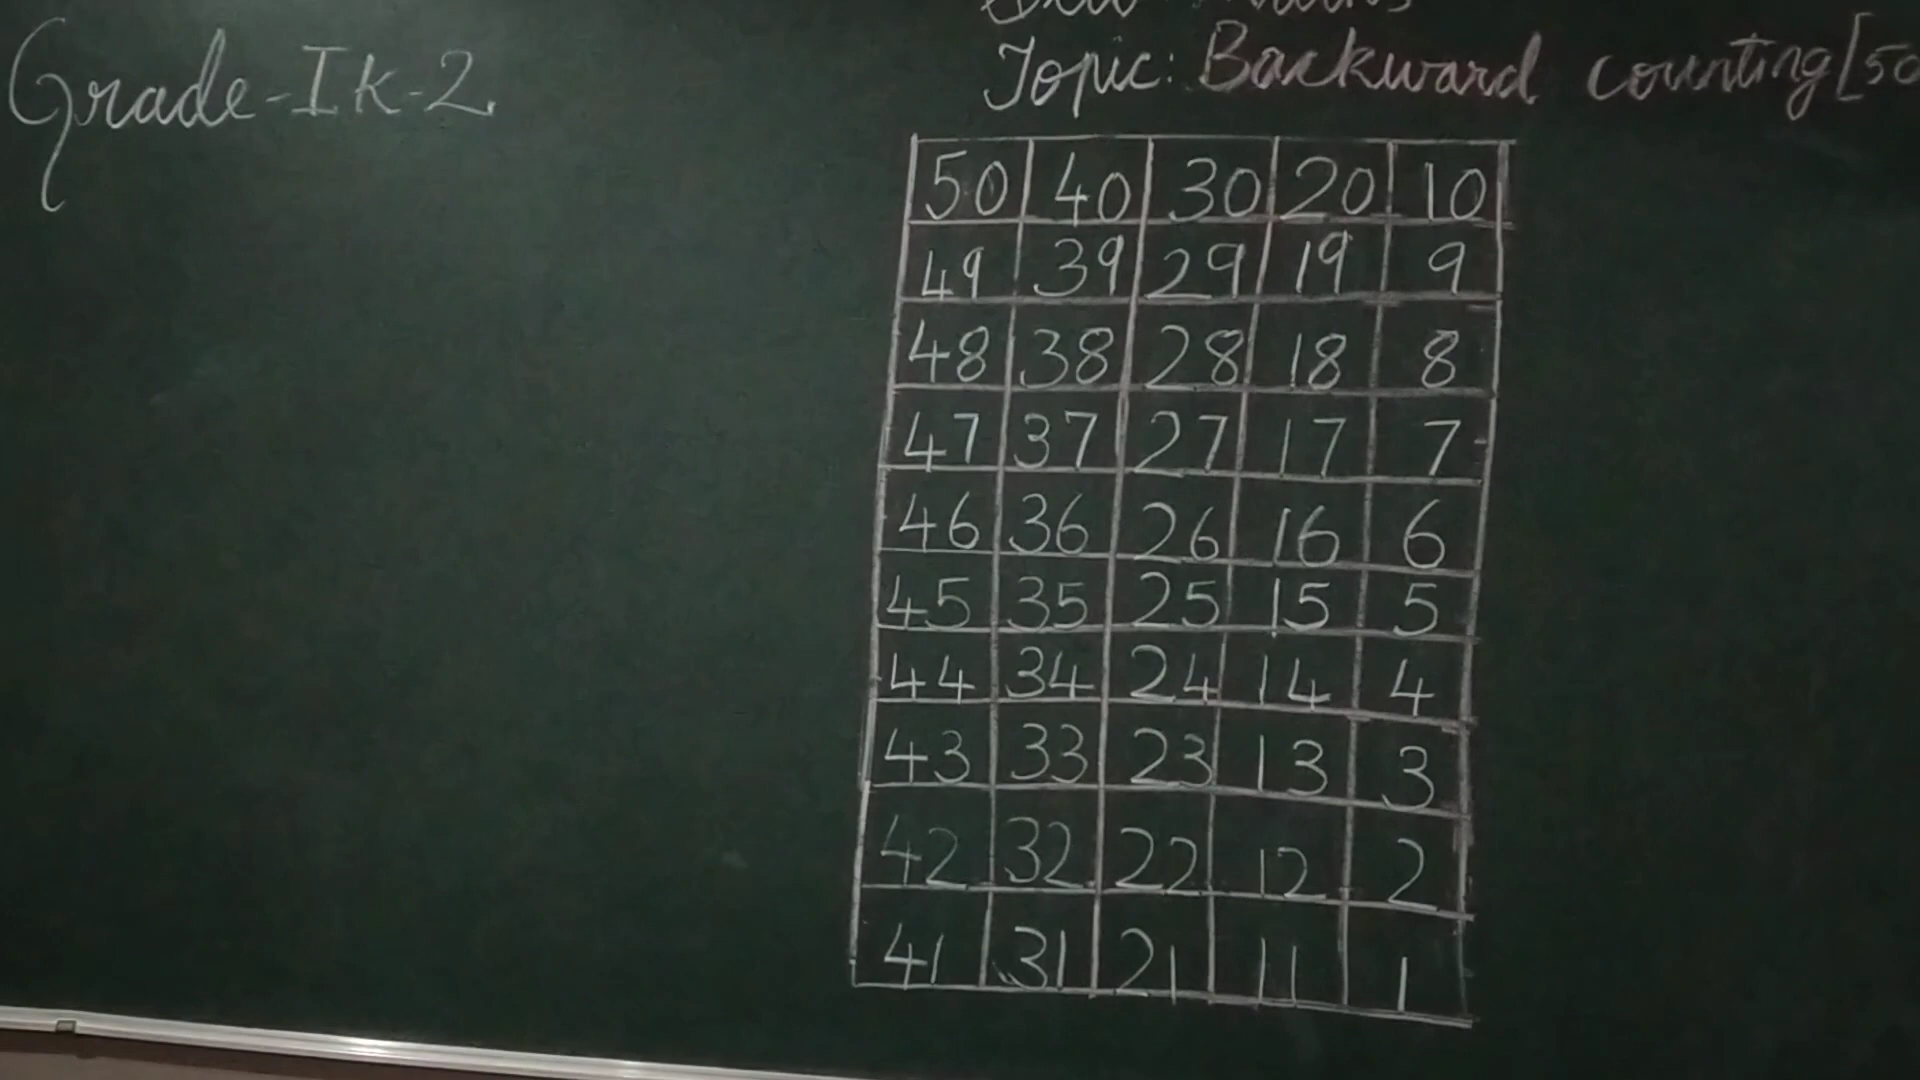 Grade-IK-2
Topic: Backward counting[50
50 40 30 20 10
49 39 29 19 9
48 38 28 18 8
47 37 27 17 7
46 36 26 16 6
45 35 25 15 5
44 34 24 14 4
43 33 23 13 3
42 32 22 12 2
41 31 21 11 1